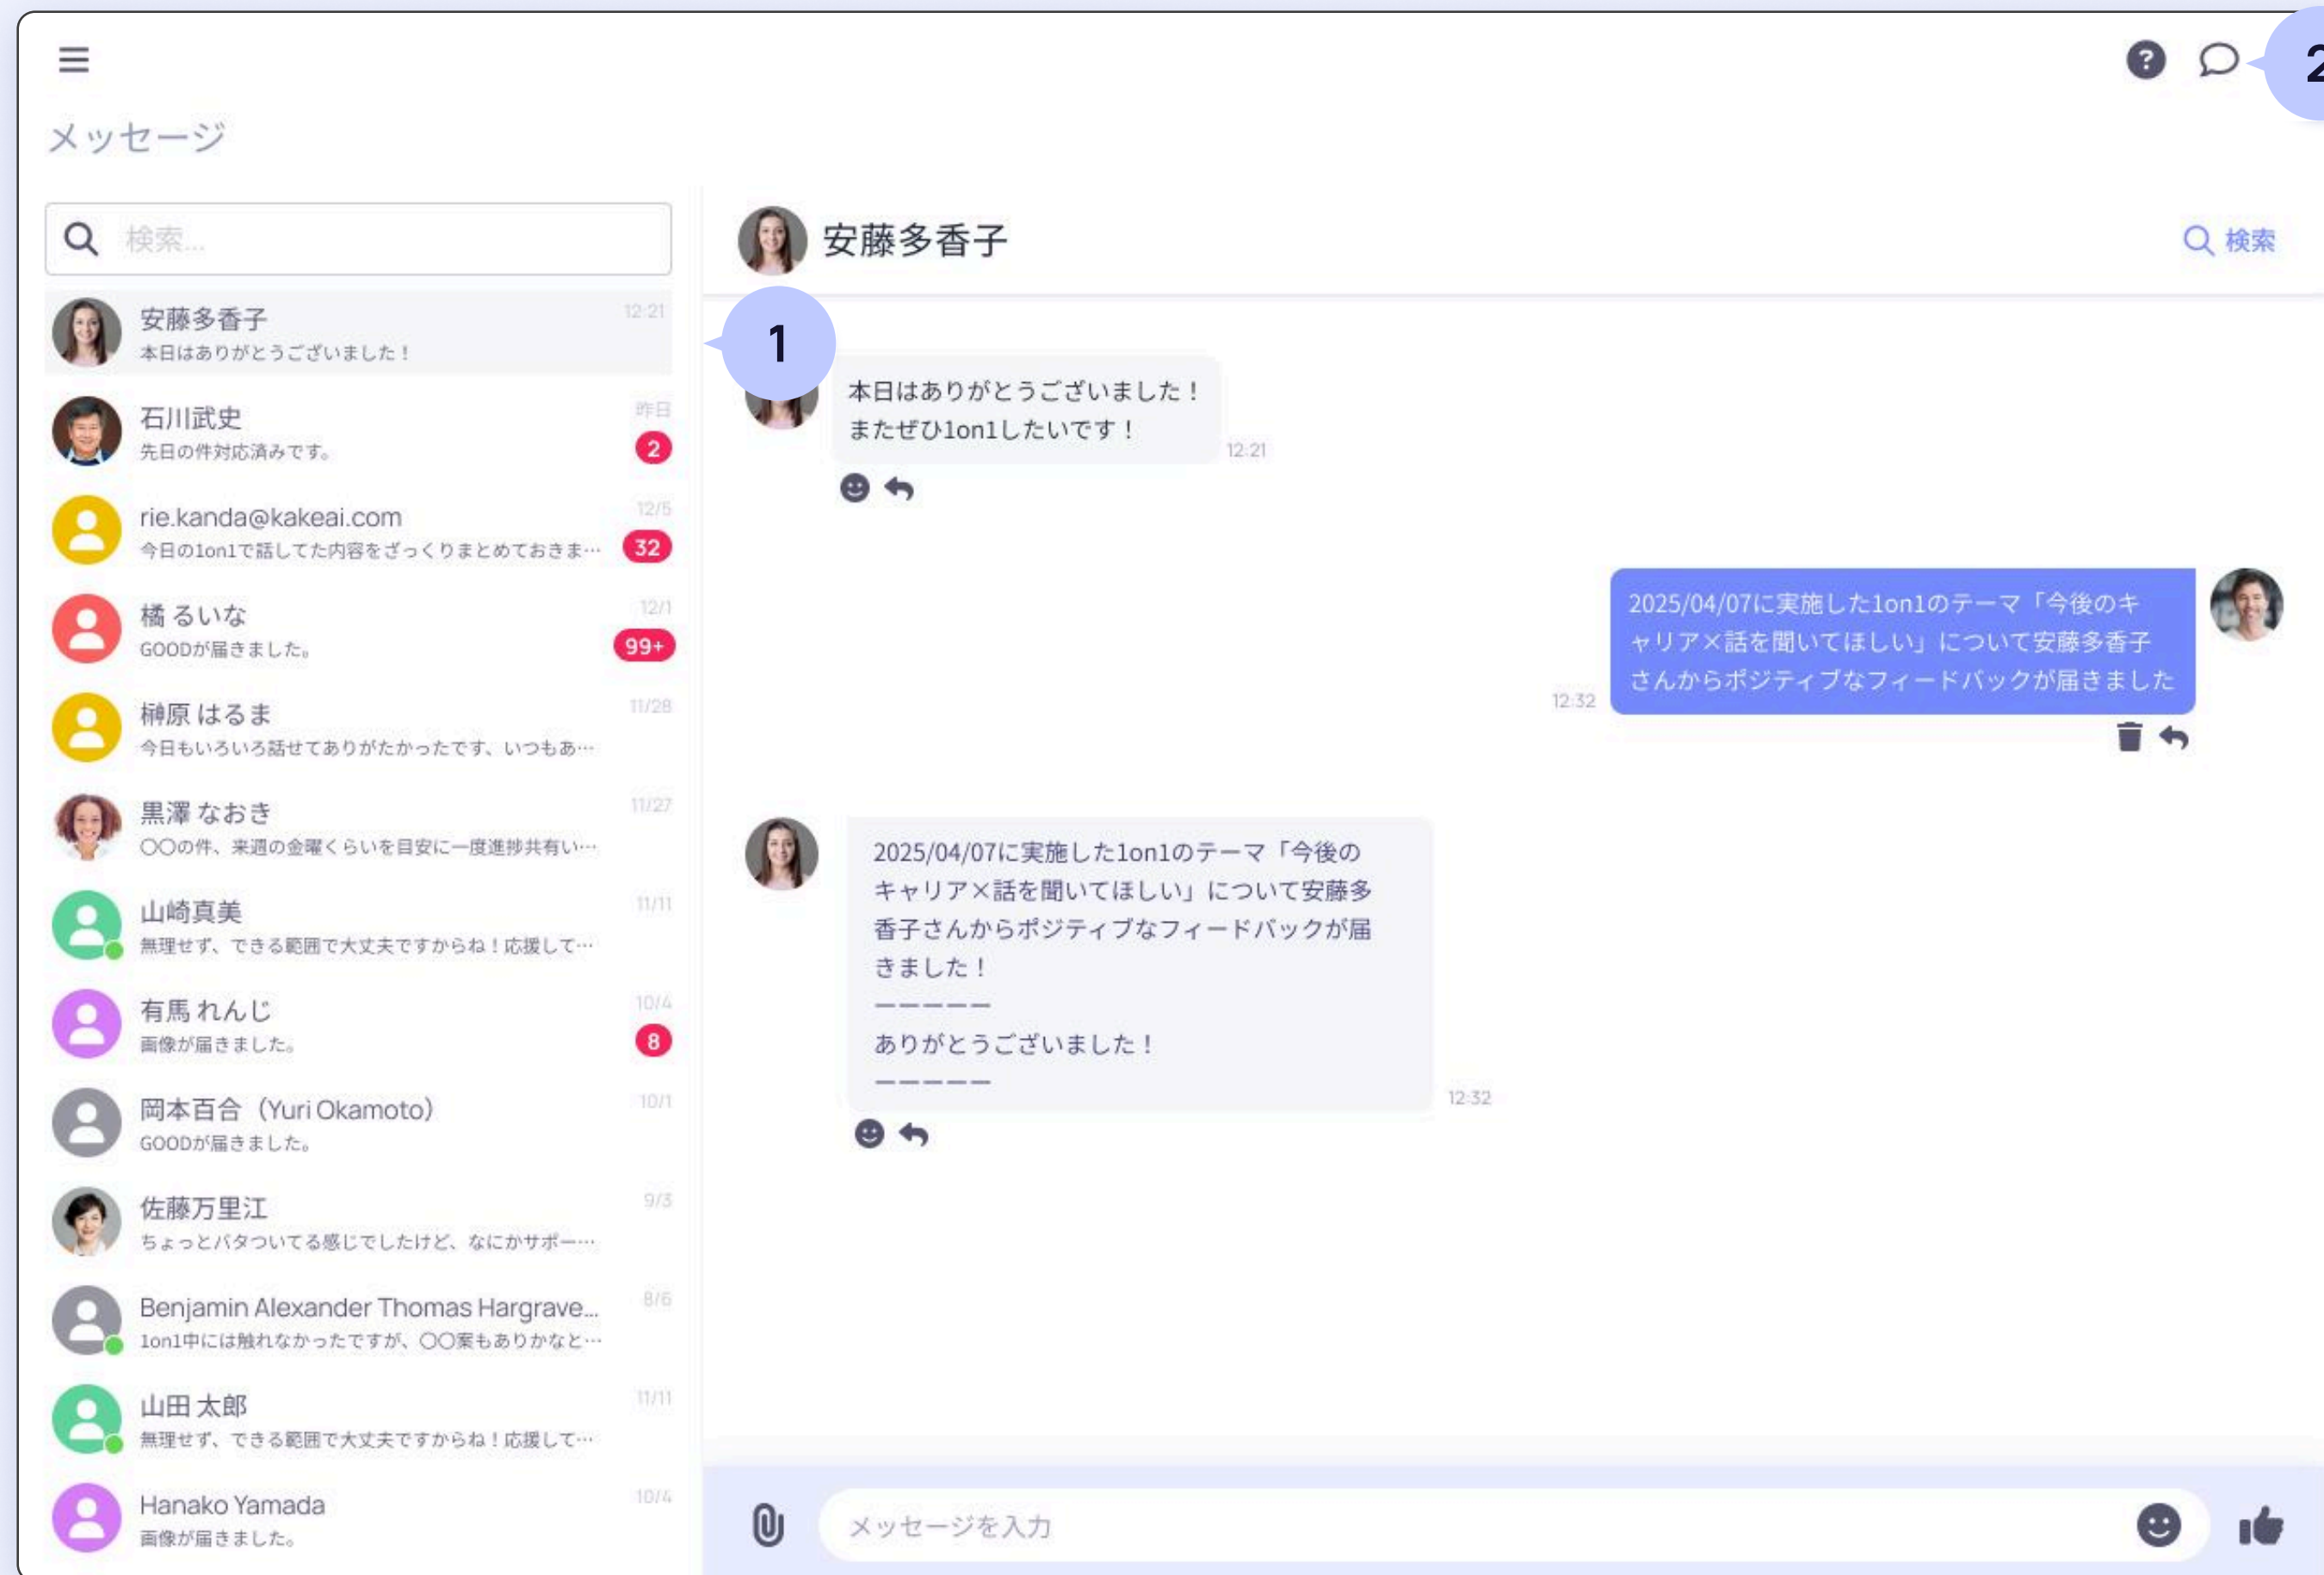 2
メッセージ
検索...
安藤多香子
12:21
本日はありがとうございました！
石川武史
昨日
先日の件対応済みです。
2
rie.kanda@kakeai.com
12/5
今日の1on1で話してた内容をざっくりまとめておきま…
32
橘 るいな
12/1
GOODが届きました。
99+
榊原 はるま
11/28
今日もいろいろ話せてありがたかったです、いつもあ…
黒澤 なおき
11/27
〇〇の件、来週の金曜くらいを目安に一度進捗共有い…
山崎真美
11/11
無理せず、できる範囲で大丈夫ですからね！応援して…
有馬 れんじ
10/4
画像が届きました。
8
岡本百合（Yuri Okamoto）
10/1
GOODが届きました。
佐藤万里江
9/3
ちょっとバタついてる感じでしたけど、なにかサポー…
Benjamin Alexander Thomas Hargrave...
8/6
1on1中には触れなかったですが、〇〇案もありかなと…
山田 太郎
11/11
無理せず、できる範囲で大丈夫ですからね！応援して…
Hanako Yamada
10/4
画像が届きました。
安藤多香子
検索
1
本日はありがとうございました！
またぜひ1on1したいです！
12:21
2025/04/07に実施した1on1のテーマ「今後のキ
ャリア×話を聞いてほしい」について安藤多香子
さんからポジティブなフィードバックが届きました
12:32
2025/04/07に実施した1on1のテーマ「今後の
キャリア×話を聞いてほしい」について安藤多
香子さんからポジティブなフィードバックが届
きました！
ーーーーー
ありがとうございました！
ーーーーー
12:32
メッセージを入力